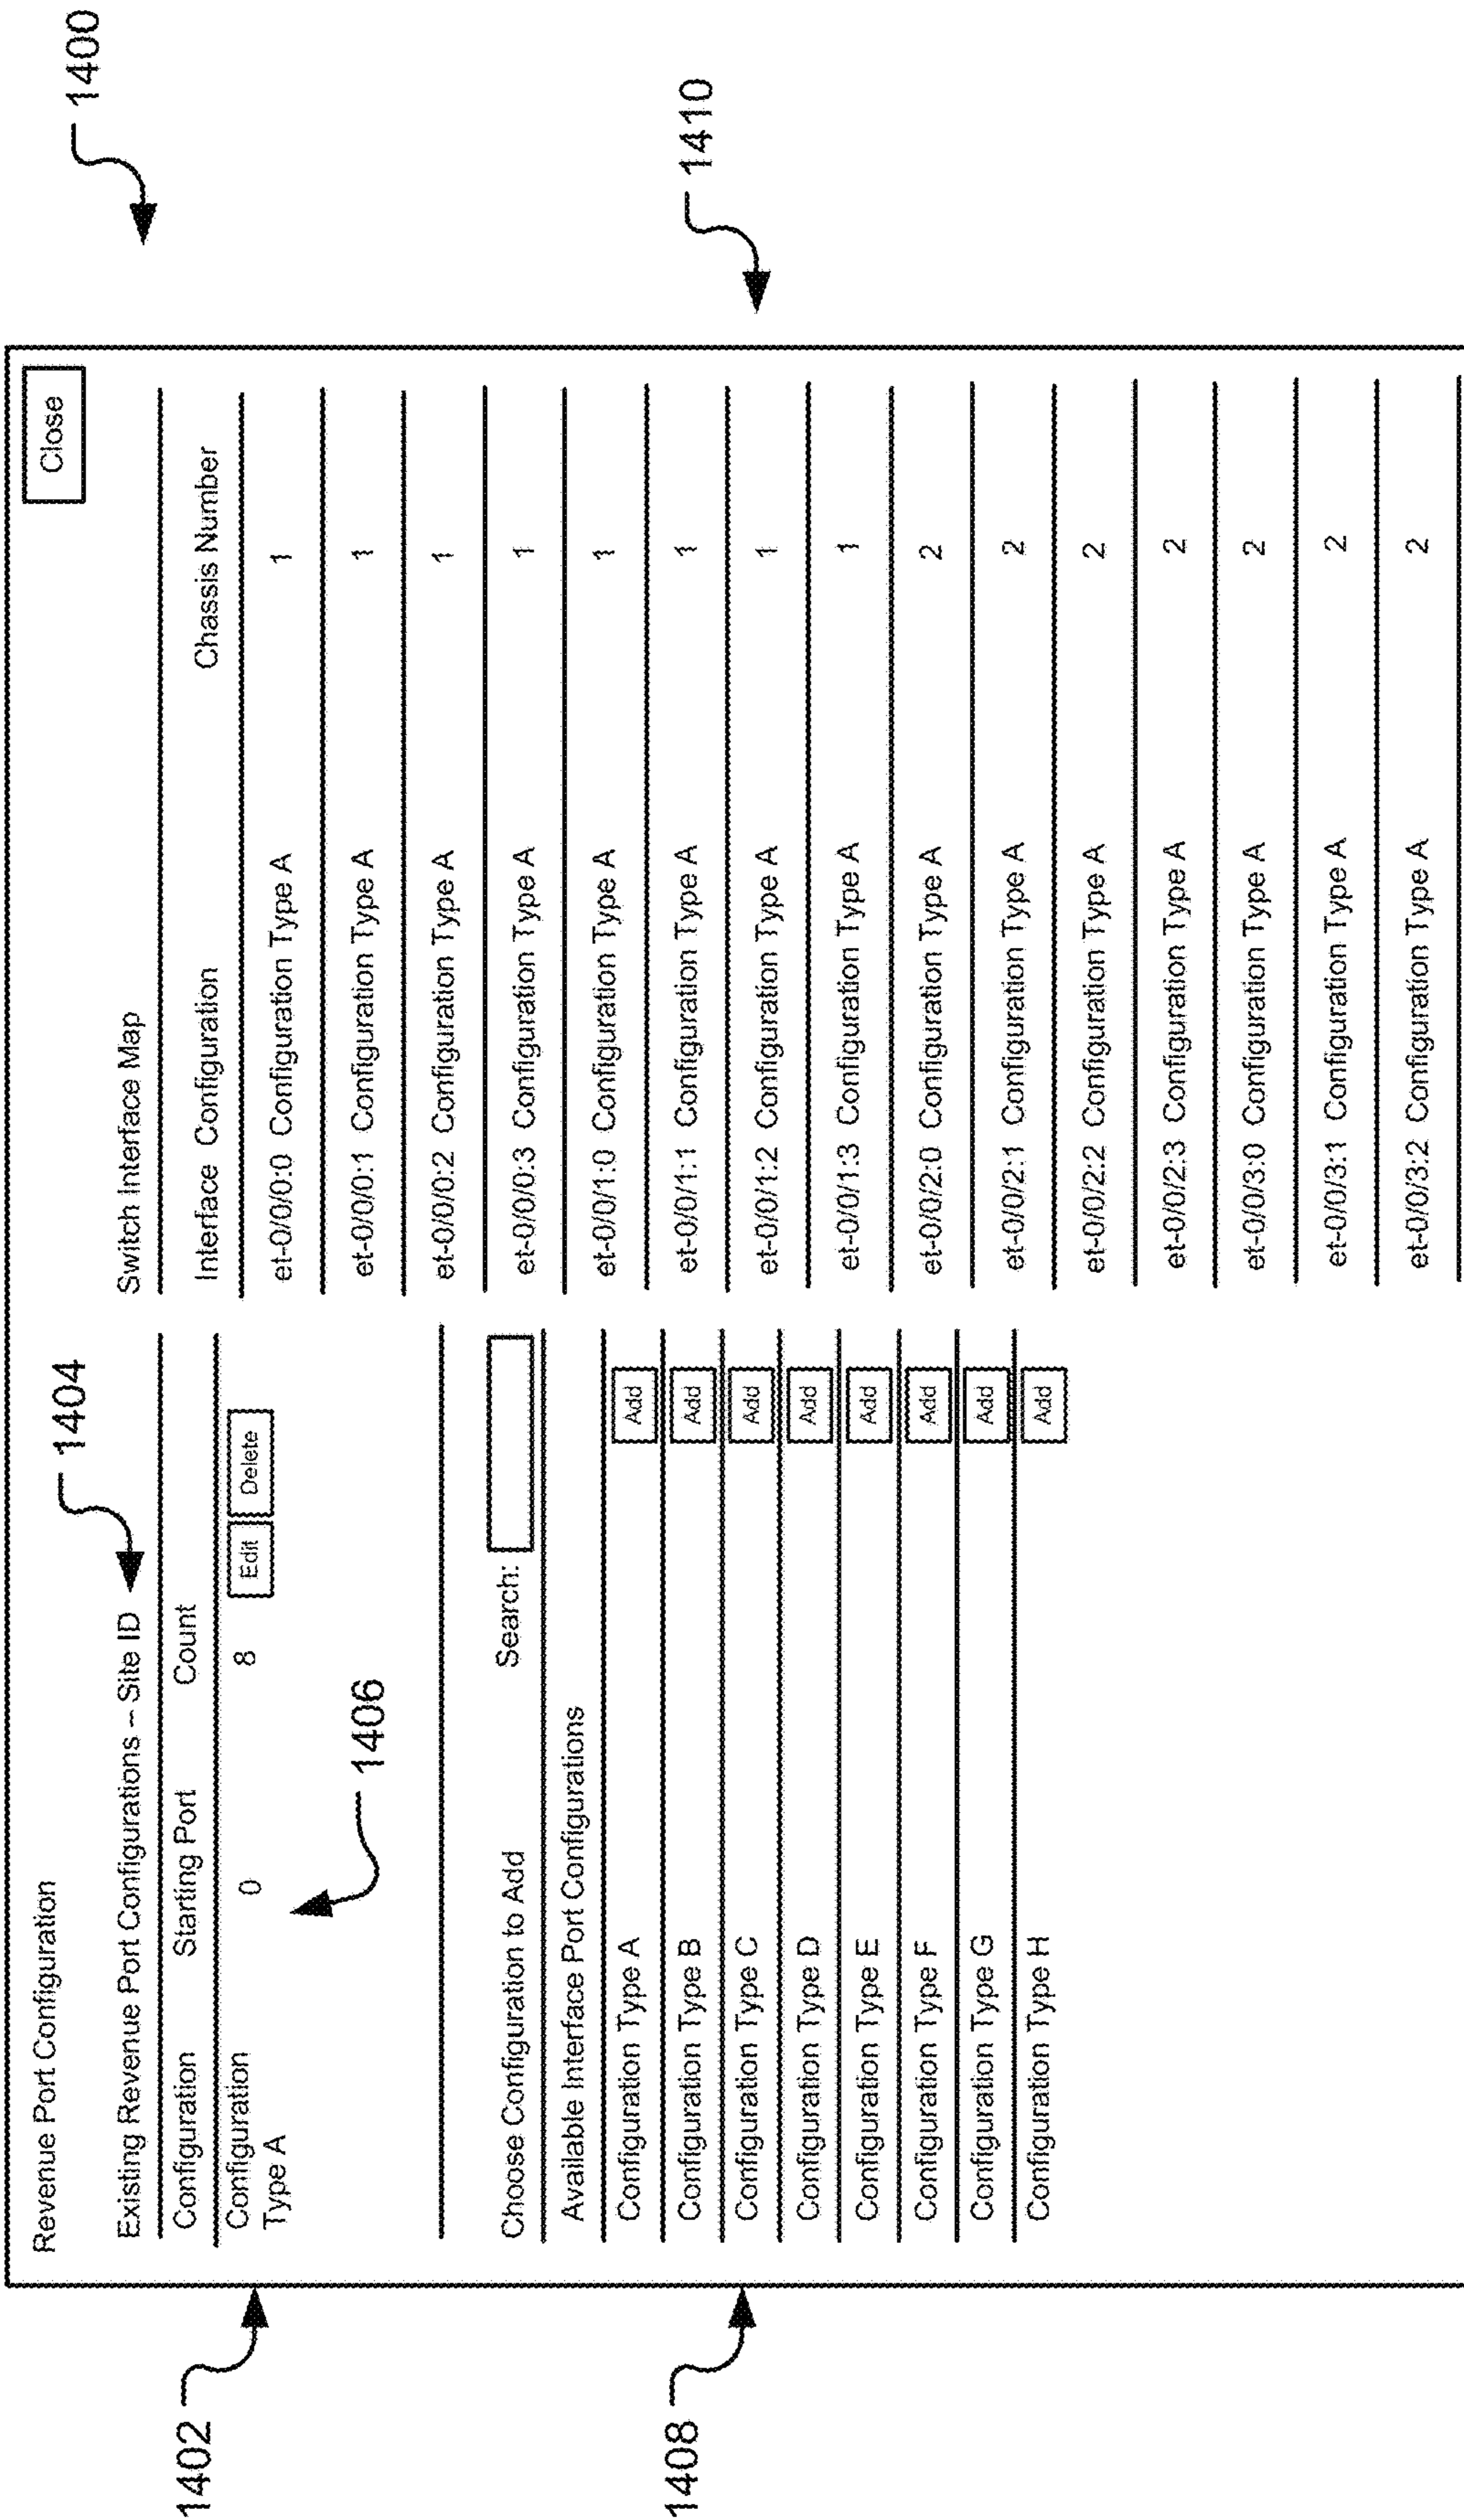 1400
Revenue Port Configuration
Close
1404
Existing Revenue Port Configurations – Site ID
Configuration Starting Port Count
Configuration 0 8 Edit Delete
Type A
1402
1406
Choose Configuration to Add Search:
Available Interface Port Configurations
Configuration Type A Add
Configuration Type B Add
Configuration Type C Add
Configuration Type D Add
Configuration Type E Add
Configuration Type F Add
Configuration Type G Add
Configuration Type H Add
1408
Switch Interface Map
Interface Configuration Chassis Number
et-0/0/0:0 Configuration Type A 1
et-0/0/0:1 Configuration Type A 1
et-0/0/0:2 Configuration Type A 1
et-0/0/0:3 Configuration Type A 1
et-0/0/1:0 Configuration Type A 1
et-0/0/1:1 Configuration Type A 1
et-0/0/1:2 Configuration Type A 1
et-0/0/1:3 Configuration Type A 1
et-0/0/2:0 Configuration Type A 2
et-0/0/2:1 Configuration Type A 2
et-0/0/2:2 Configuration Type A 2
et-0/0/2:3 Configuration Type A 2
et-0/0/3:0 Configuration Type A 2
et-0/0/3:1 Configuration Type A 2
et-0/0/3:2 Configuration Type A 2
1410